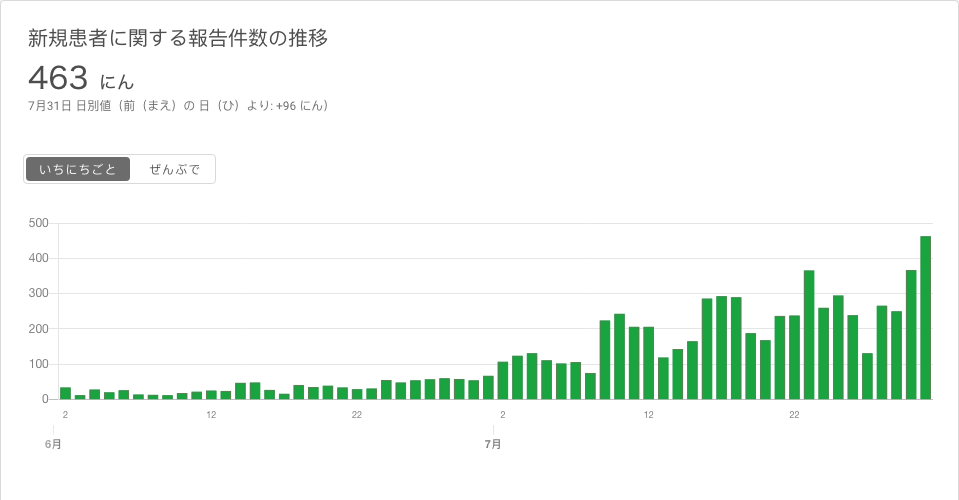 新規患者に関する報告件数の推移
463 にん
7月31日 日別値（前（まえ）の 日（ひ）より: +96 にん）
いちにちごと ぜんぶで
500
400
300
200
100
0
2 12 22 2 12 22
6月 7月